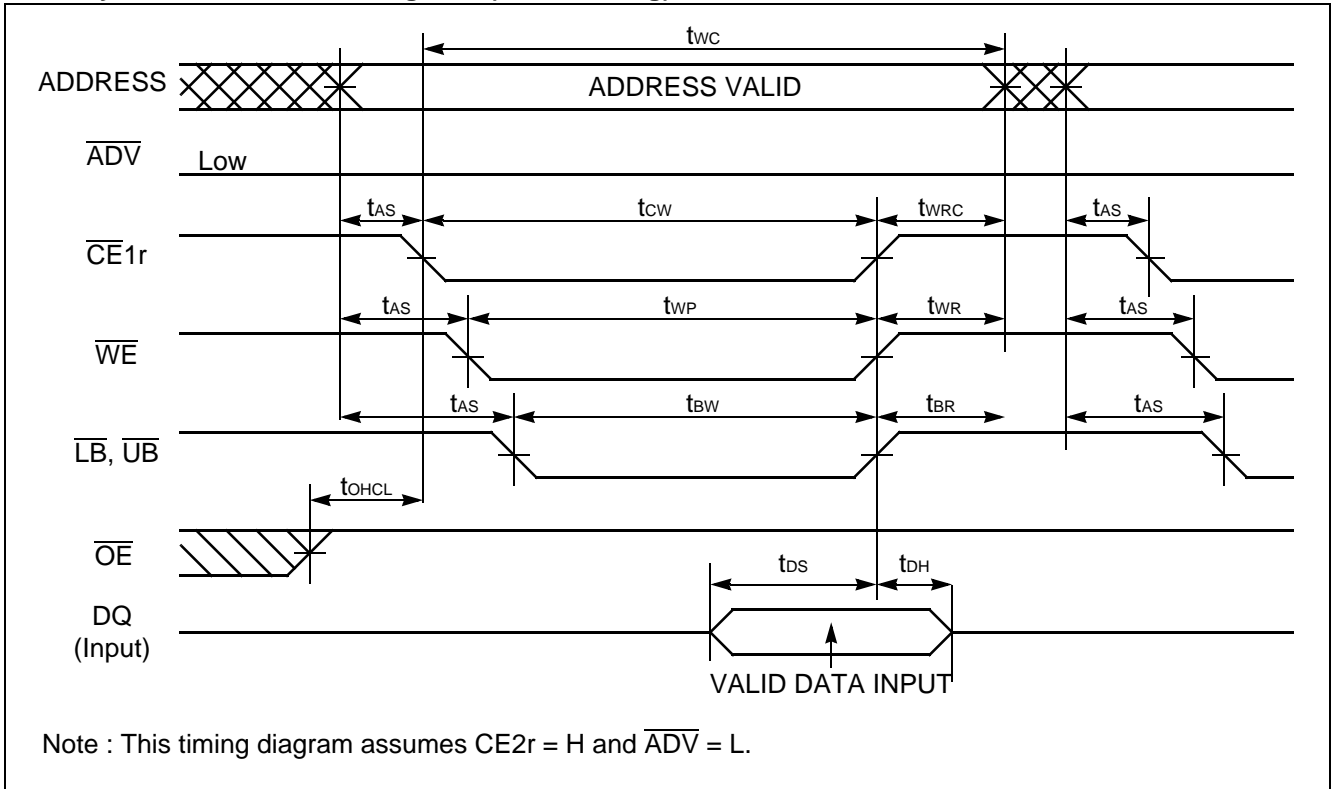 tWC
ADDRESS
ADDRESS VALID
ADV
Low
tAS
tCW
tWRC
tAS
CE1r
tAS
tWP
tWR
tAS
WE
tAS
tBW
tBR
tAS
LB, UB
tOHCL
OE
tDS
tDH
DQ
(Input)
VALID DATA INPUT
Note : This timing diagram assumes CE2r = H and ADV = L.